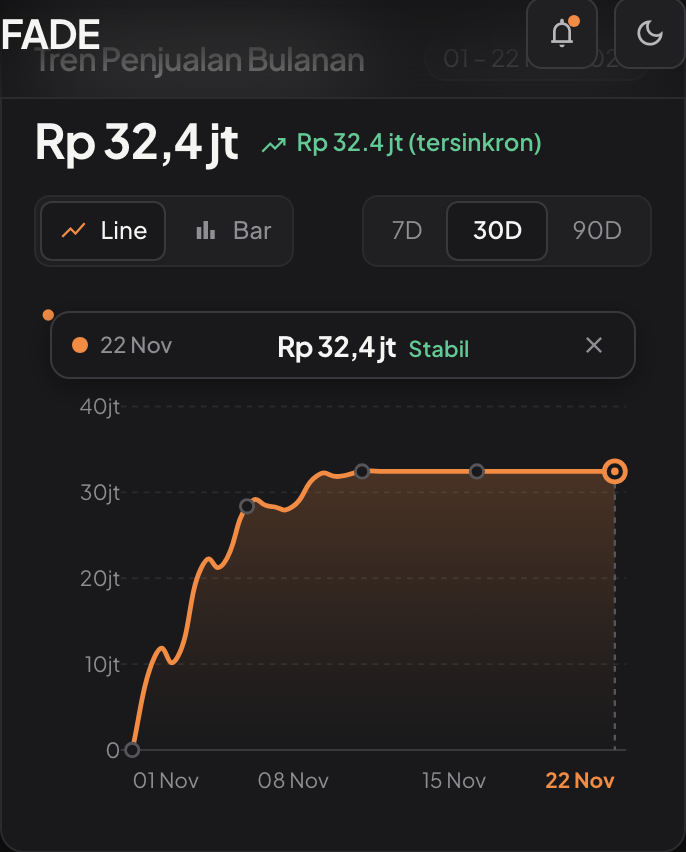 FADE
Tren Penjualan Bulanan
01 – 22
Rp 32,4 jt
Rp 32.4 jt (tersinkron)
Line
Bar
7D
30D
90D
22 Nov
Rp 32,4 jt
Stabil
40jt
30jt
20jt
10jt
0
01 Nov
08 Nov
15 Nov
22 Nov